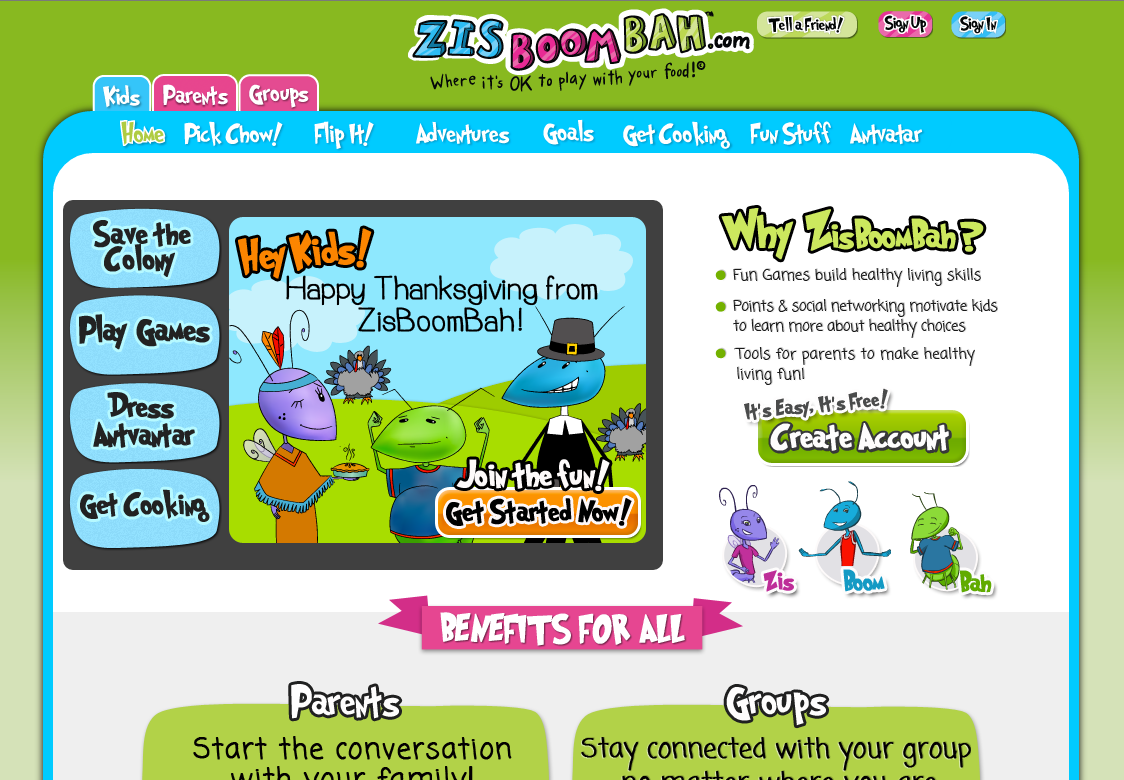 ZISBOOMBAH.com™
Where it's OK to play with your food!®
Tell a Friend!
Sign Up
Sign In
Kids
Parents
Groups
Home
Pick Chow!
Flip It!
Adventures
Goals
Get Cooking
Fun Stuff
Antvatar
Save the
Colony
Play Games
Dress
Antvantar
Get Cooking
Hey Kids!
Happy Thanksgiving from
ZisBoomBah!
Join the fun!
Get Started Now!
Why ZisBoomBah?
Fun Games build healthy living skills
Points & social networking motivate kids
to learn more about healthy choices
Tools for parents to make healthy
living fun!
It's Easy, It's Free!
Create Account
Zis
Boom
Bah
BENEFITS FOR ALL
Parents
Start the conversation
with your family!
Groups
Stay connected with your group
no matter where you are